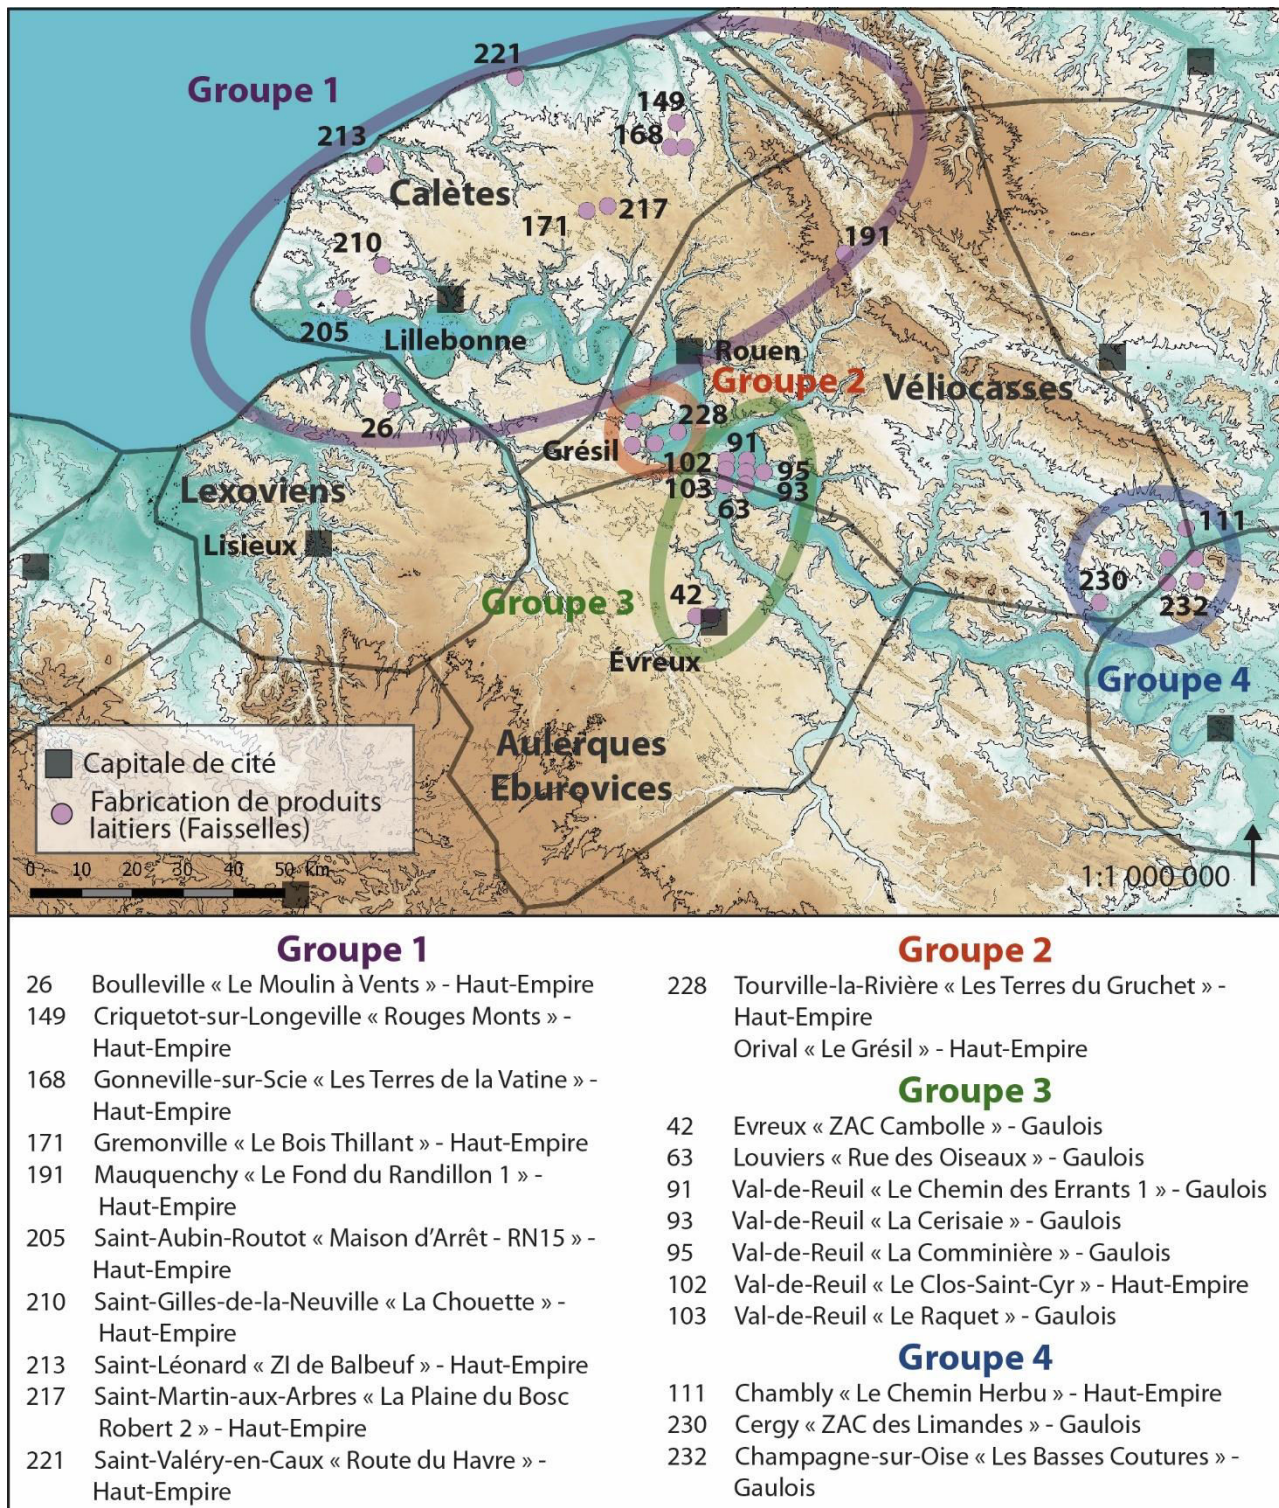 221
Groupe 1
149
213
168
Calètes
217
171
191
210
205
Lillebonne
Rouen
Groupe 2
Véliocasses
26
228
Grésil
91
102
95
103
93
63
Lexoviens
Lisieux
111
230
232
Groupe 3
42
Évreux
Groupe 4
Aulerques
Eburovices
Capitale de cité
Fabrication de produits
laitiers (Faisselles)
0 10 20 30 40 50 km
1:1 000 000
Groupe 1
26 Boulleville « Le Moulin à Vents » - Haut-Empire
149 Criquetot-sur-Longeville « Rouges Monts » -
Haut-Empire
168 Gonneville-sur-Scie « Les Terres de la Vatine » -
Haut-Empire
171 Gremonville « Le Bois Thillant » - Haut-Empire
191 Mauquenchy « Le Fond du Randillon 1 » -
Haut-Empire
205 Saint-Aubin-Routot « Maison d’Arrêt - RN15 » -
Haut-Empire
210 Saint-Gilles-de-la-Neuville « La Chouette » -
Haut-Empire
213 Saint-Léonard « ZI de Balbeuf » - Haut-Empire
217 Saint-Martin-aux-Arbres « La Plaine du Bosc
Robert 2 » - Haut-Empire
221 Saint-Valéry-en-Caux « Route du Havre » -
Haut-Empire
Groupe 2
228 Tourville-la-Rivière « Les Terres du Gruchet » -
Haut-Empire
Orival « Le Grésil » - Haut-Empire
Groupe 3
42 Evreux « ZAC Cambolle » - Gaulois
63 Louviers « Rue des Oiseaux » - Gaulois
91 Val-de-Reuil « Le Chemin des Errants 1 » - Gaulois
93 Val-de-Reuil « La Cerisaie » - Gaulois
95 Val-de-Reuil « La Comminière » - Gaulois
102 Val-de-Reuil « Le Clos-Saint-Cyr » - Haut-Empire
103 Val-de-Reuil « Le Raquet » - Gaulois
Groupe 4
111 Chambly « Le Chemin Herbu » - Haut-Empire
230 Cergy « ZAC des Limandes » - Gaulois
232 Champagne-sur-Oise « Les Basses Coutures » -
Gaulois